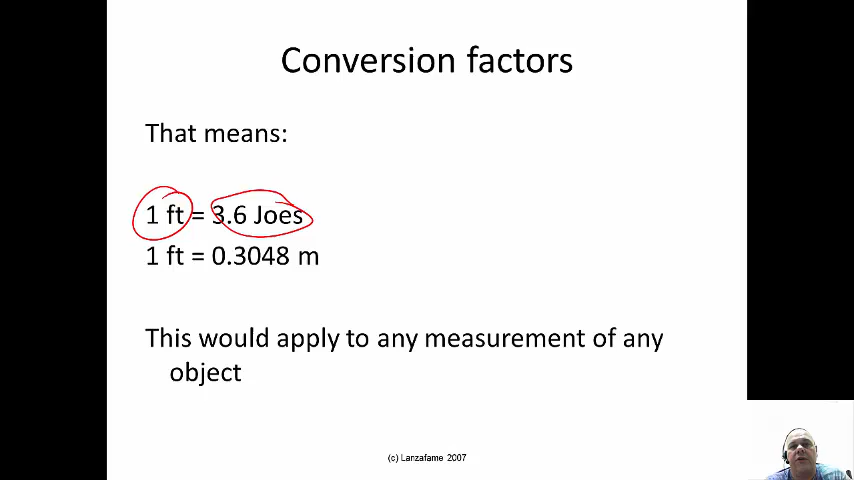 Conversion factors
That means:
1 ft = 3.6 Joes
1 ft = 0.3048 m
This would apply to any measurement of any
object
(c) Lanzafame 2007